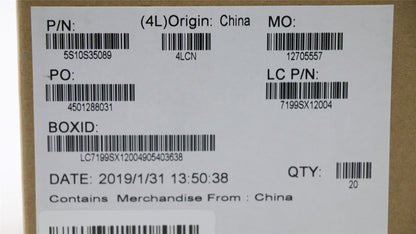 P/N: (4L)Origin: China MO:
5S10S35089 4LCN 12705557
PO: LC P/N:
4501288031 7199SX12004
BOXID:
LC7199SX12004905403638
QTY:
DATE: 2019/1/31 13:50:38 20
Contains Merchandise From : China